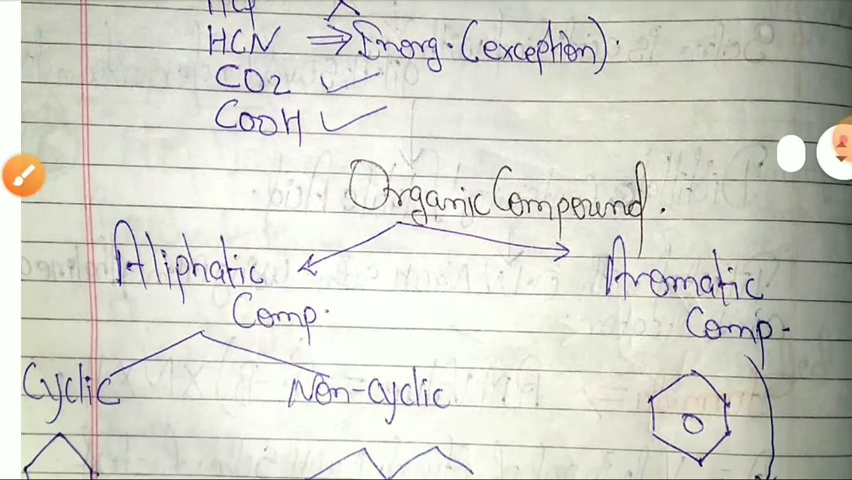 HCN ⇒ Inorg. (exception).
CO2 ✓
COOH ✓
Organic Compound.
Aliphatic Comp.
Aromatic Comp.
Cyclic
Non-cyclic